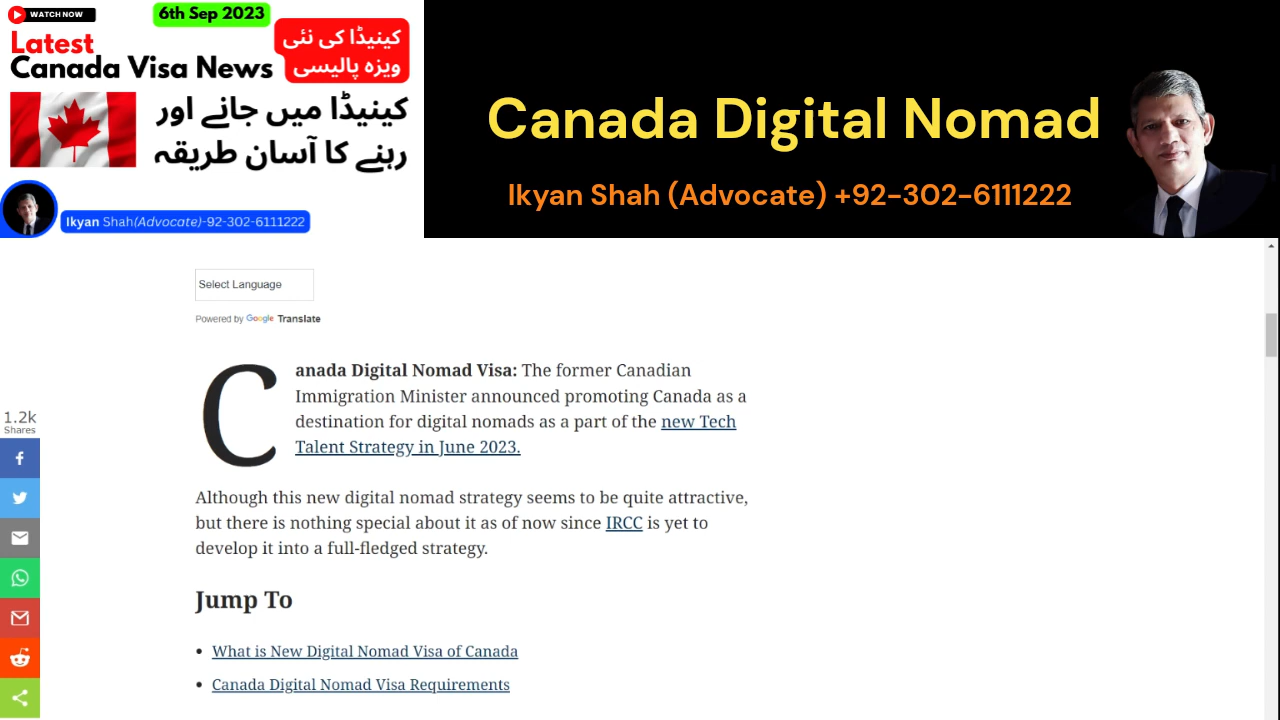 WATCH NOW
6th Sep 2023
Latest
Canada Visa News
کینیڈا کی نئی
ویزہ پالیسی
کینیڈا میں جانے اور
رہنے کا آسان طریقہ
Ikyan Shah(Advocate)-92-302-6111222
Canada Digital Nomad
Ikyan Shah (Advocate) +92-302-6111222
Select Language
Powered by Google Translate
Canada Digital Nomad Visa: The former Canadian
Immigration Minister announced promoting Canada as a
destination for digital nomads as a part of the new Tech
Talent Strategy in June 2023.
1.2k
Shares
Although this new digital nomad strategy seems to be quite attractive,
but there is nothing special about it as of now since IRCC is yet to
develop it into a full-fledged strategy.
Jump To
• What is New Digital Nomad Visa of Canada
• Canada Digital Nomad Visa Requirements